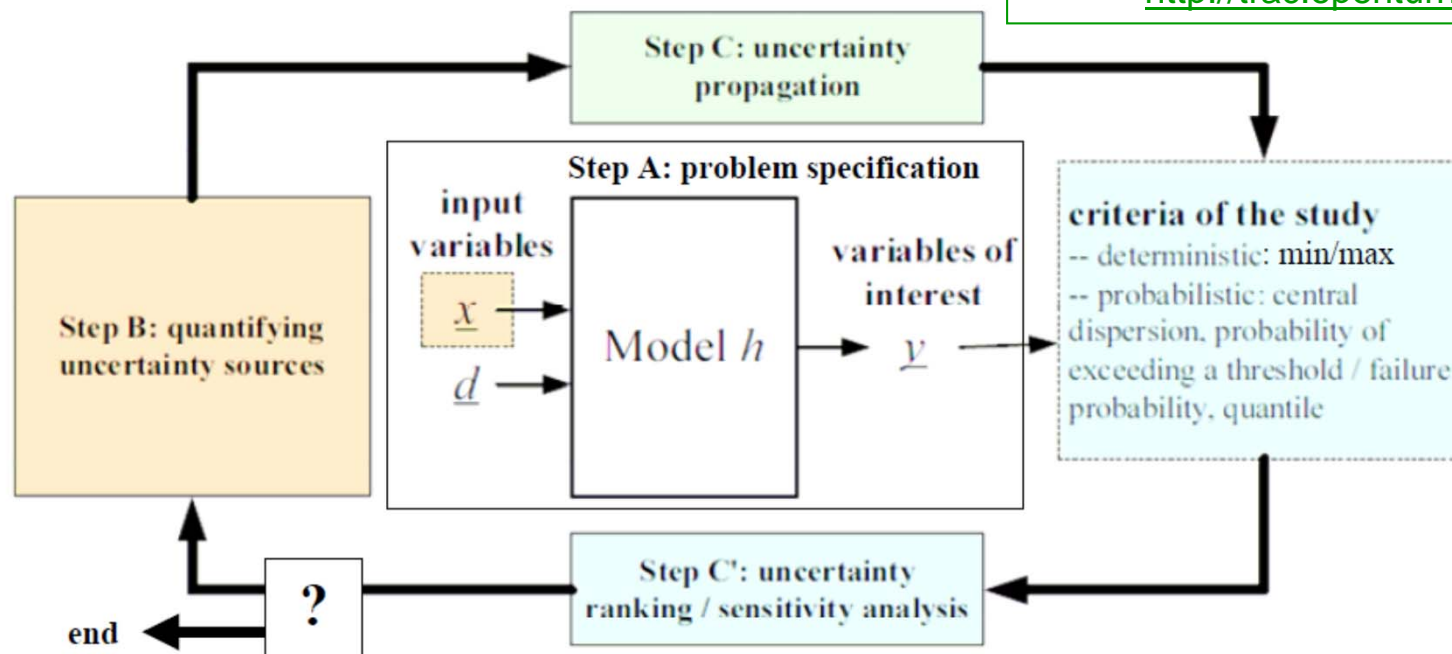 Step C: uncertainty
propagation
Step A: problem specification
input
variables
x
d
Model h
variables of
interest
y
criteria of the study
-- deterministic: min/max
-- probabilistic: central
dispersion, probability of
exceeding a threshold / failure
probability, quantile
Step B: quantifying
uncertainty sources
Step C': uncertainty
ranking / sensitivity analysis
?
end